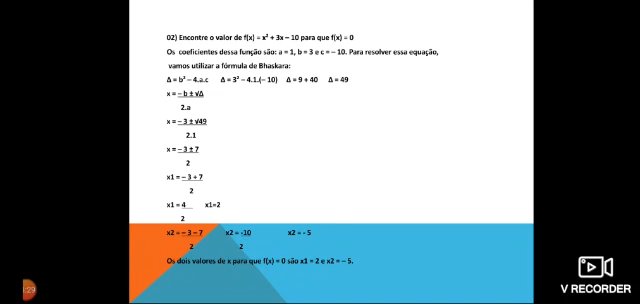 02) Encontre o valor de f(x) = x² + 3x – 10 para que f(x) = 0
Os coeficientes dessa função são: a = 1, b = 3 e c = – 10. Para resolver essa equação,
vamos utilizar a fórmula de Bhaskara:
Δ = b² – 4.a.c Δ = 3² – 4.1.(– 10) Δ = 9 + 40 Δ = 49
x = – b ± √Δ
2.a
x = – 3 ± √49
2.1
x = – 3 ± 7
2
x1 = – 3 + 7
2
x1 = 4 x1=2
2
x2 = – 3 – 7 x2 = -10 x2 = - 5
2 2
Os dois valores de x para que f(x) = 0 são x1 = 2 e x2 = – 5.
:29
V RECORDER